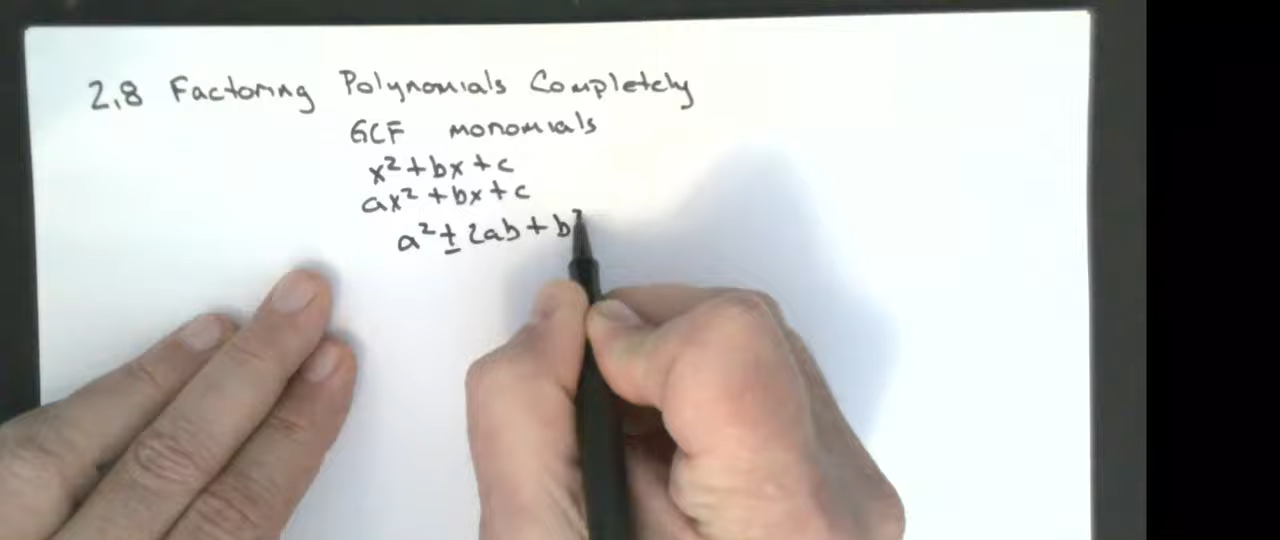 2.8 Factoring Polynomials Completely
GCF monomials
x² + bx + c
ax² + bx + c
a² ± 2ab + b²